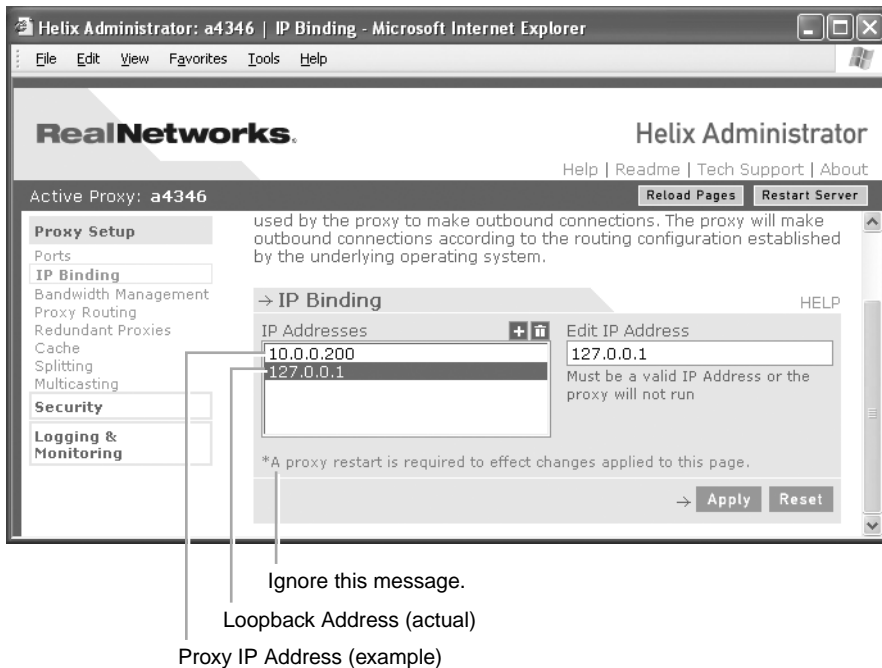 Helix Administrator: a4346 | IP Binding - Microsoft Internet Explorer
File Edit View Favorites Tools Help
RealNetworks.
Helix Administrator
Help | Readme | Tech Support | About
Active Proxy: a4346
Reload Pages
Restart Server
Proxy Setup
Ports
IP Binding
Bandwidth Management
Proxy Routing
Redundant Proxies
Cache
Splitting
Multicasting
Security
Logging &
Monitoring
used by the proxy to make outbound connections. The proxy will make
outbound connections according to the routing configuration established
by the underlying operating system.
→ IP Binding
HELP
IP Addresses
10.0.0.200
127.0.0.1
Edit IP Address
127.0.0.1
Must be a valid IP Address or the
proxy will not run
*A proxy restart is required to effect changes applied to this page.
→ Apply Reset
Ignore this message.
Loopback Address (actual)
Proxy IP Address (example)